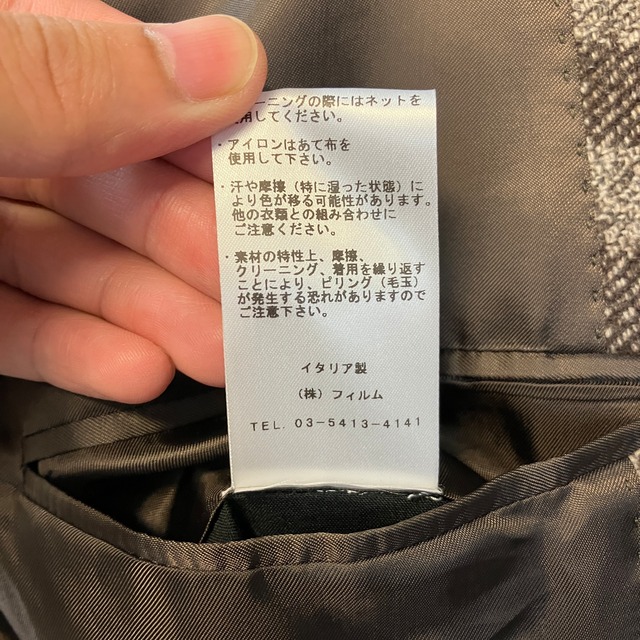 ーニングの際にはネットを
使用してください。
・アイロンはあて布を
使用して下さい。
・汗や摩擦（特に湿った状態）に
より色が移る可能性があります。
他の衣類との組み合わせに
ご注意ください。
・素材の特性上、摩擦、
クリーニング、着用を繰り返す
ことにより、ピリング（毛玉）
が発生する恐れがありますので
ご注意下さい。
イタリア製
（株）フィルム
TEL. 03-5413-4141